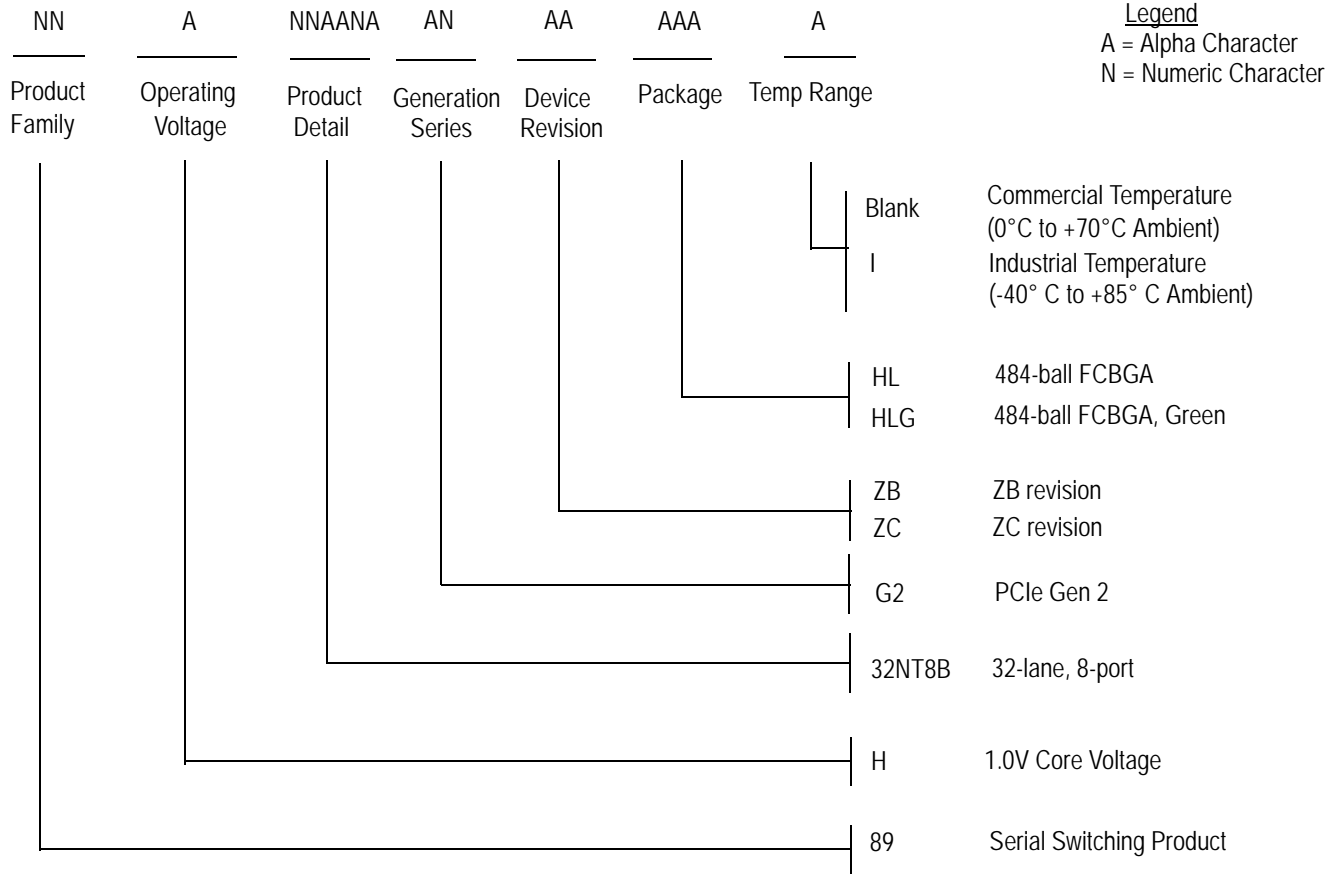 NN A NNAANA AN AA AAA A
Legend
A = Alpha Character
N = Numeric Character
Product Family
Operating Voltage
Product Detail
Generation Series
Device Revision
Package
Temp Range
Blank Commercial Temperature
(0°C to +70°C Ambient)
I Industrial Temperature
(-40° C to +85° C Ambient)
HL 484-ball FCBGA
HLG 484-ball FCBGA, Green
ZB ZB revision
ZC ZC revision
G2 PCIe Gen 2
32NT8B 32-lane, 8-port
H 1.0V Core Voltage
89 Serial Switching Product